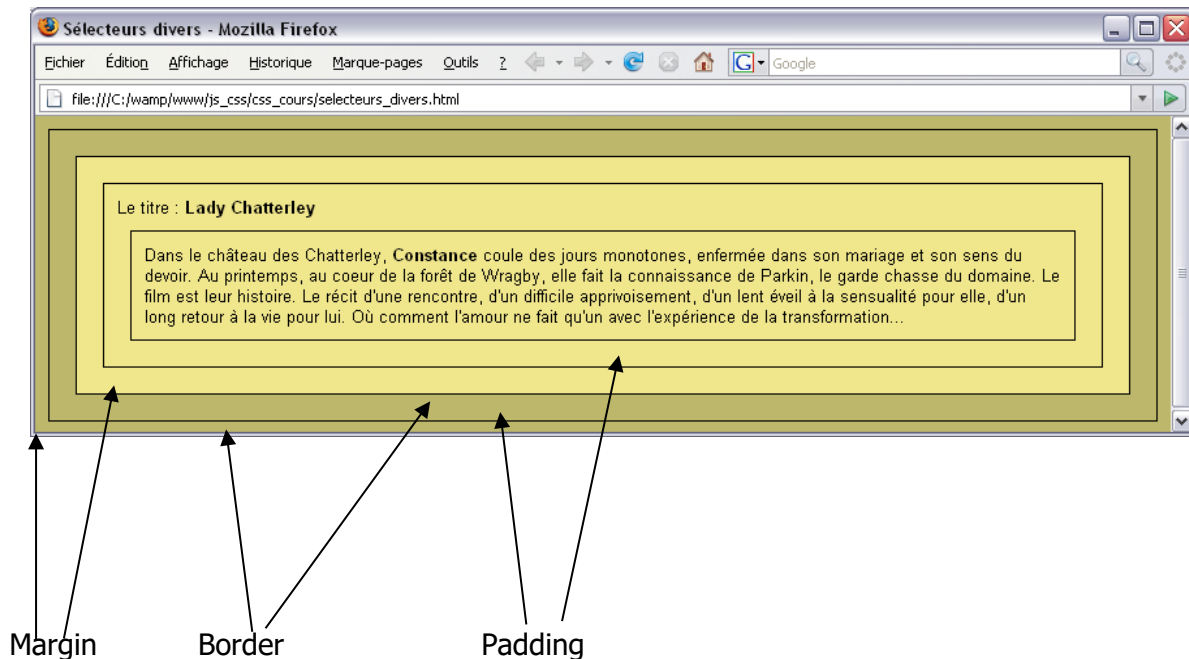 Sélecteurs divers - Mozilla Firefox
Fichier Édition Affichage Historique Marque-pages Outils ? G Google
file:///C:/wamp/www/js_css/css_cours/selecteurs_divers.html
Le titre : Lady Chatterley
Dans le château des Chatterley, Constance coule des jours monotones, enfermée dans son mariage et son sens du
devoir. Au printemps, au coeur de la forêt de Wragby, elle fait la connaissance de Parkin, le garde chasse du domaine. Le
film est leur histoire. Le récit d'une rencontre, d'un difficile apprivoisement, d'un lent éveil à la sensualité pour elle, d'un
long retour à la vie pour lui. Où comment l'amour ne fait qu'un avec l'expérience de la transformation...
Margin Border Padding